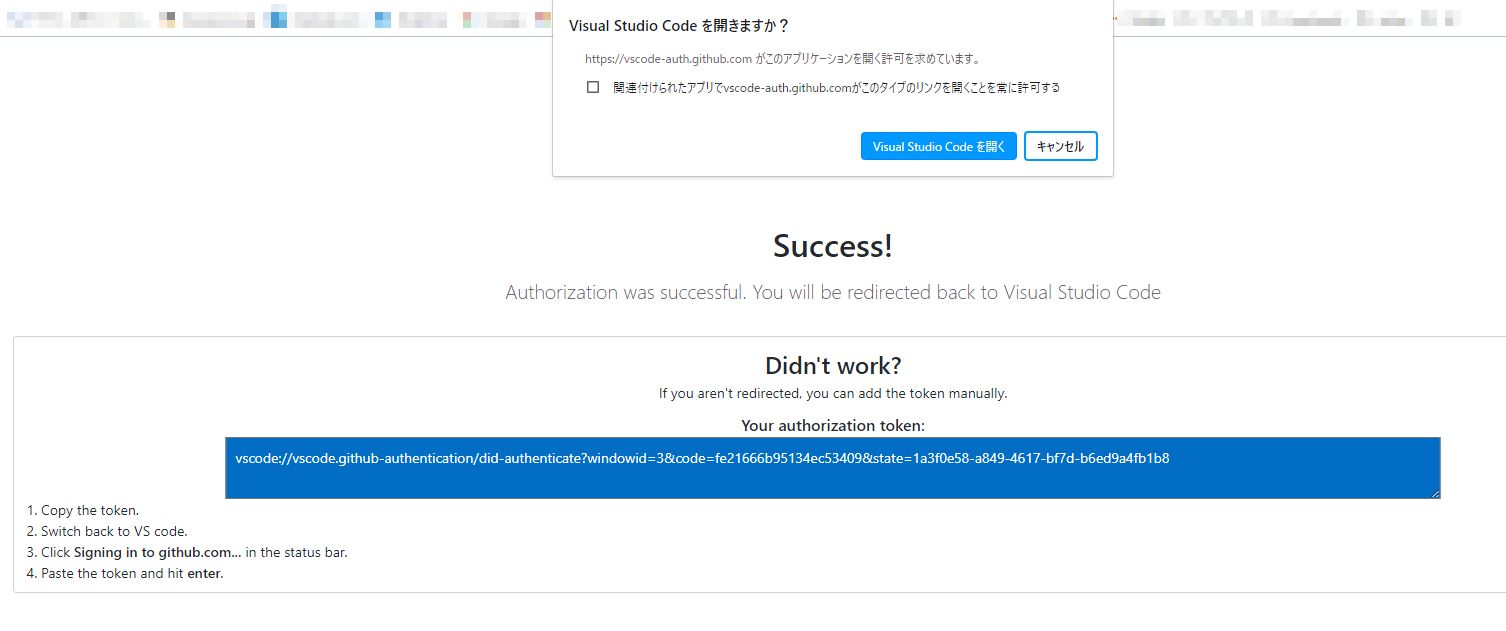 Visual Studio Code を開きますか？
https://vscode-auth.github.com がこのアプリケーションを開く許可を求めています。
関連付けられたアプリでvscode-auth.github.comがこのタイプのリンクを開くことを常に許可する
Visual Studio Code を開く
キャンセル
Success!
Authorization was successful. You will be redirected back to Visual Studio Code
Didn't work?
If you aren't redirected, you can add the token manually.
Your authorization token:
vscode://vscode.github-authentication/did-authenticate?windowid=3&code=fe21666b95134ec53409&state=1a3f0e58-a849-4617-bf7d-b6ed9a4fb1b8
1. Copy the token.
2. Switch back to VS code.
3. Click Signing in to github.com... in the status bar.
4. Paste the token and hit enter.